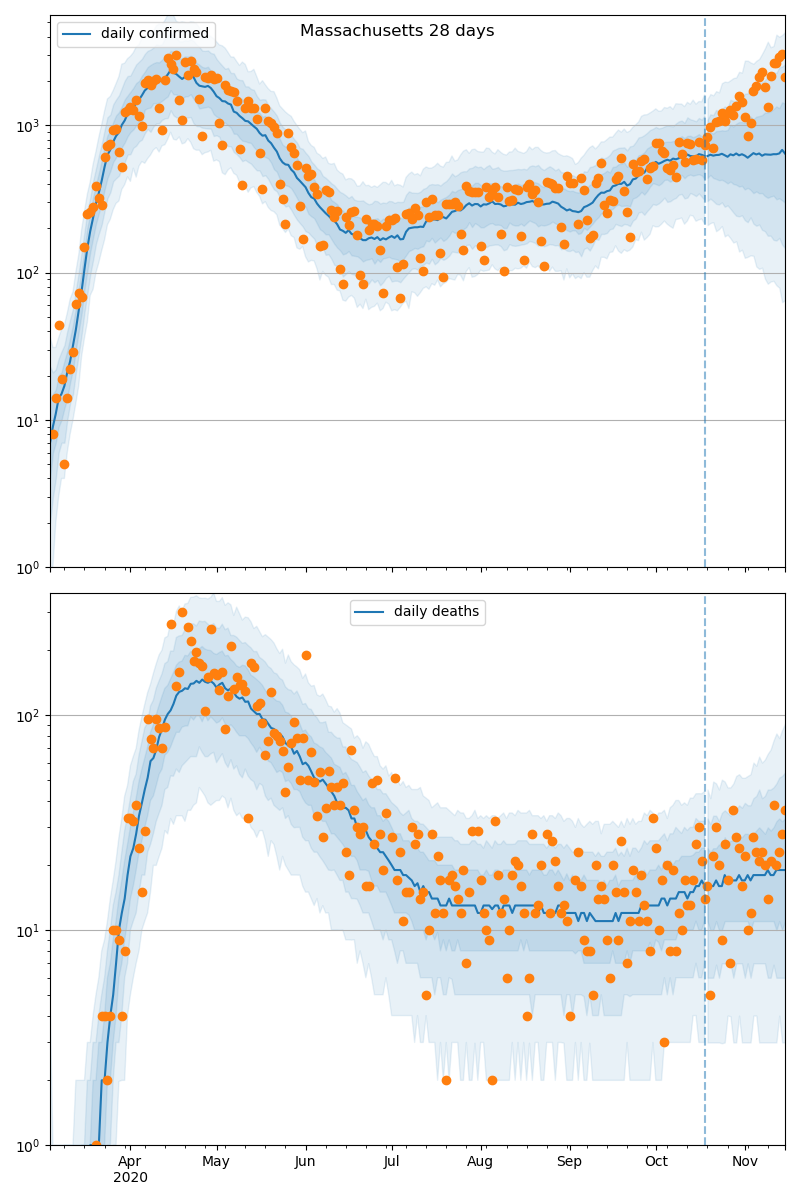 Massachusetts 28 days
daily confirmed
10³
10²
10¹
10⁰
daily deaths
10²
10¹
10⁰
Apr May Jun Jul Aug Sep Oct Nov
2020